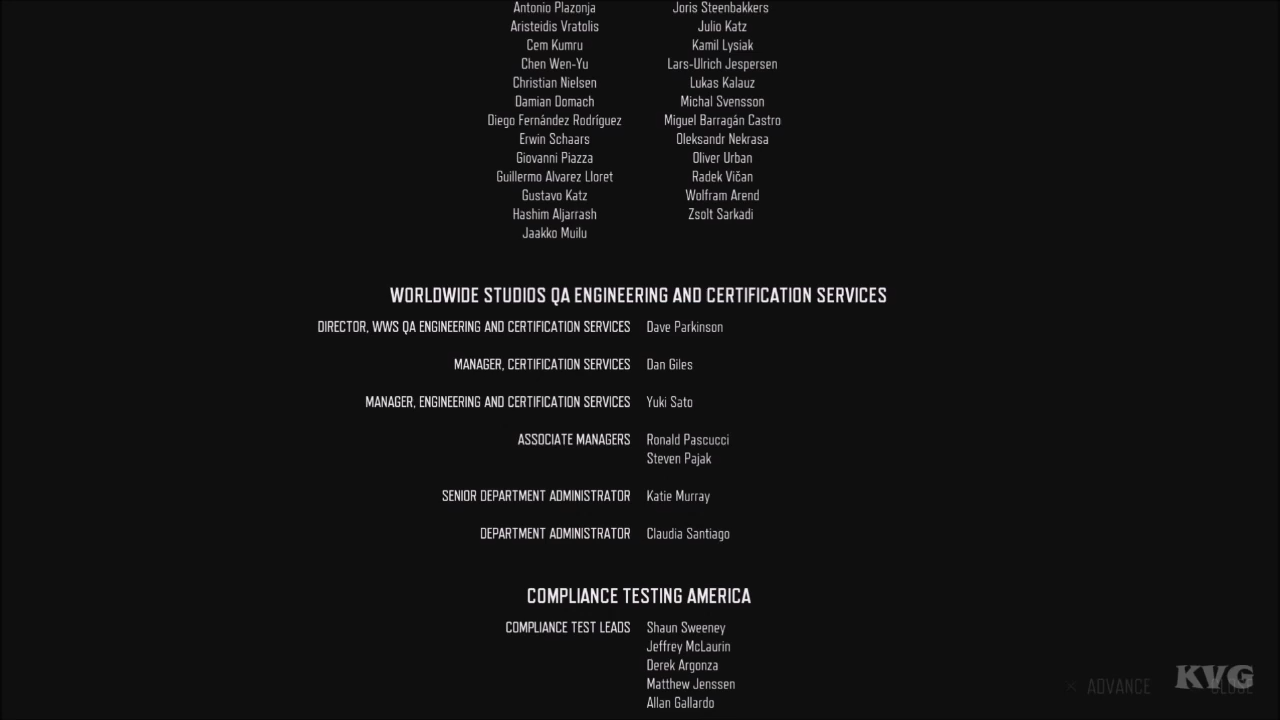 Antonio Plazonja
Aristeidis Vratolis
Cem Kumru
Chen Wen-Yu
Christian Nielsen
Damian Domach
Diego Fernández Rodríguez
Erwin Schaars
Giovanni Piazza
Guillermo Alvarez Lloret
Gustavo Katz
Hashim Aljarrash
Jaakko Muilu
Joris Steenbakkers
Julio Katz
Kamil Lysiak
Lars-Ulrich Jespersen
Lukas Kalauz
Michal Svensson
Miguel Barragán Castro
Oleksandr Nekrasa
Oliver Urban
Radek Vičan
Wolfram Arend
Zsolt Sarkadi
WORLDWIDE STUDIOS QA ENGINEERING AND CERTIFICATION SERVICES
DIRECTOR, WWS QA ENGINEERING AND CERTIFICATION SERVICES Dave Parkinson
MANAGER, CERTIFICATION SERVICES Dan Giles
MANAGER, ENGINEERING AND CERTIFICATION SERVICES Yuki Sato
ASSOCIATE MANAGERS Ronald Pascucci
Steven Pajak
SENIOR DEPARTMENT ADMINISTRATOR Katie Murray
DEPARTMENT ADMINISTRATOR Claudia Santiago
COMPLIANCE TESTING AMERICA
COMPLIANCE TEST LEADS Shaun Sweeney
Jeffrey McLaurin
Derek Argonza
Matthew Jenssen
Allan Gallardo
ADVANCE
CLOSE
KVG